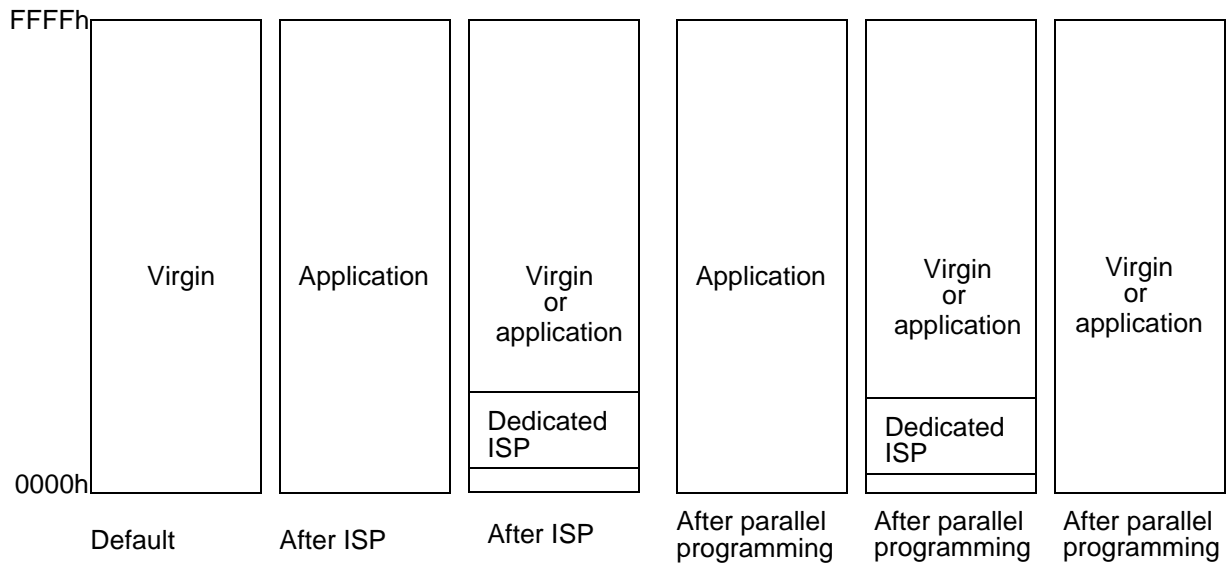 FFFFh
Virgin
Application
Virgin
or
application
Dedicated
ISP
Application
Virgin
or
application
Dedicated
ISP
Virgin
or
application
0000h
Default
After ISP
After ISP
After parallel
programming
After parallel
programming
After parallel
programming